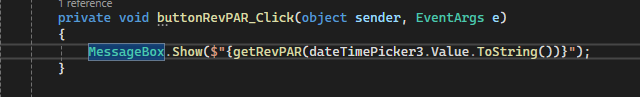 1 reference
private void buttonRevPAR_Click(object sender, EventArgs e)
{
MessageBox.Show($"{getRevPAR(dateTimePicker3.Value.ToString())}");
}